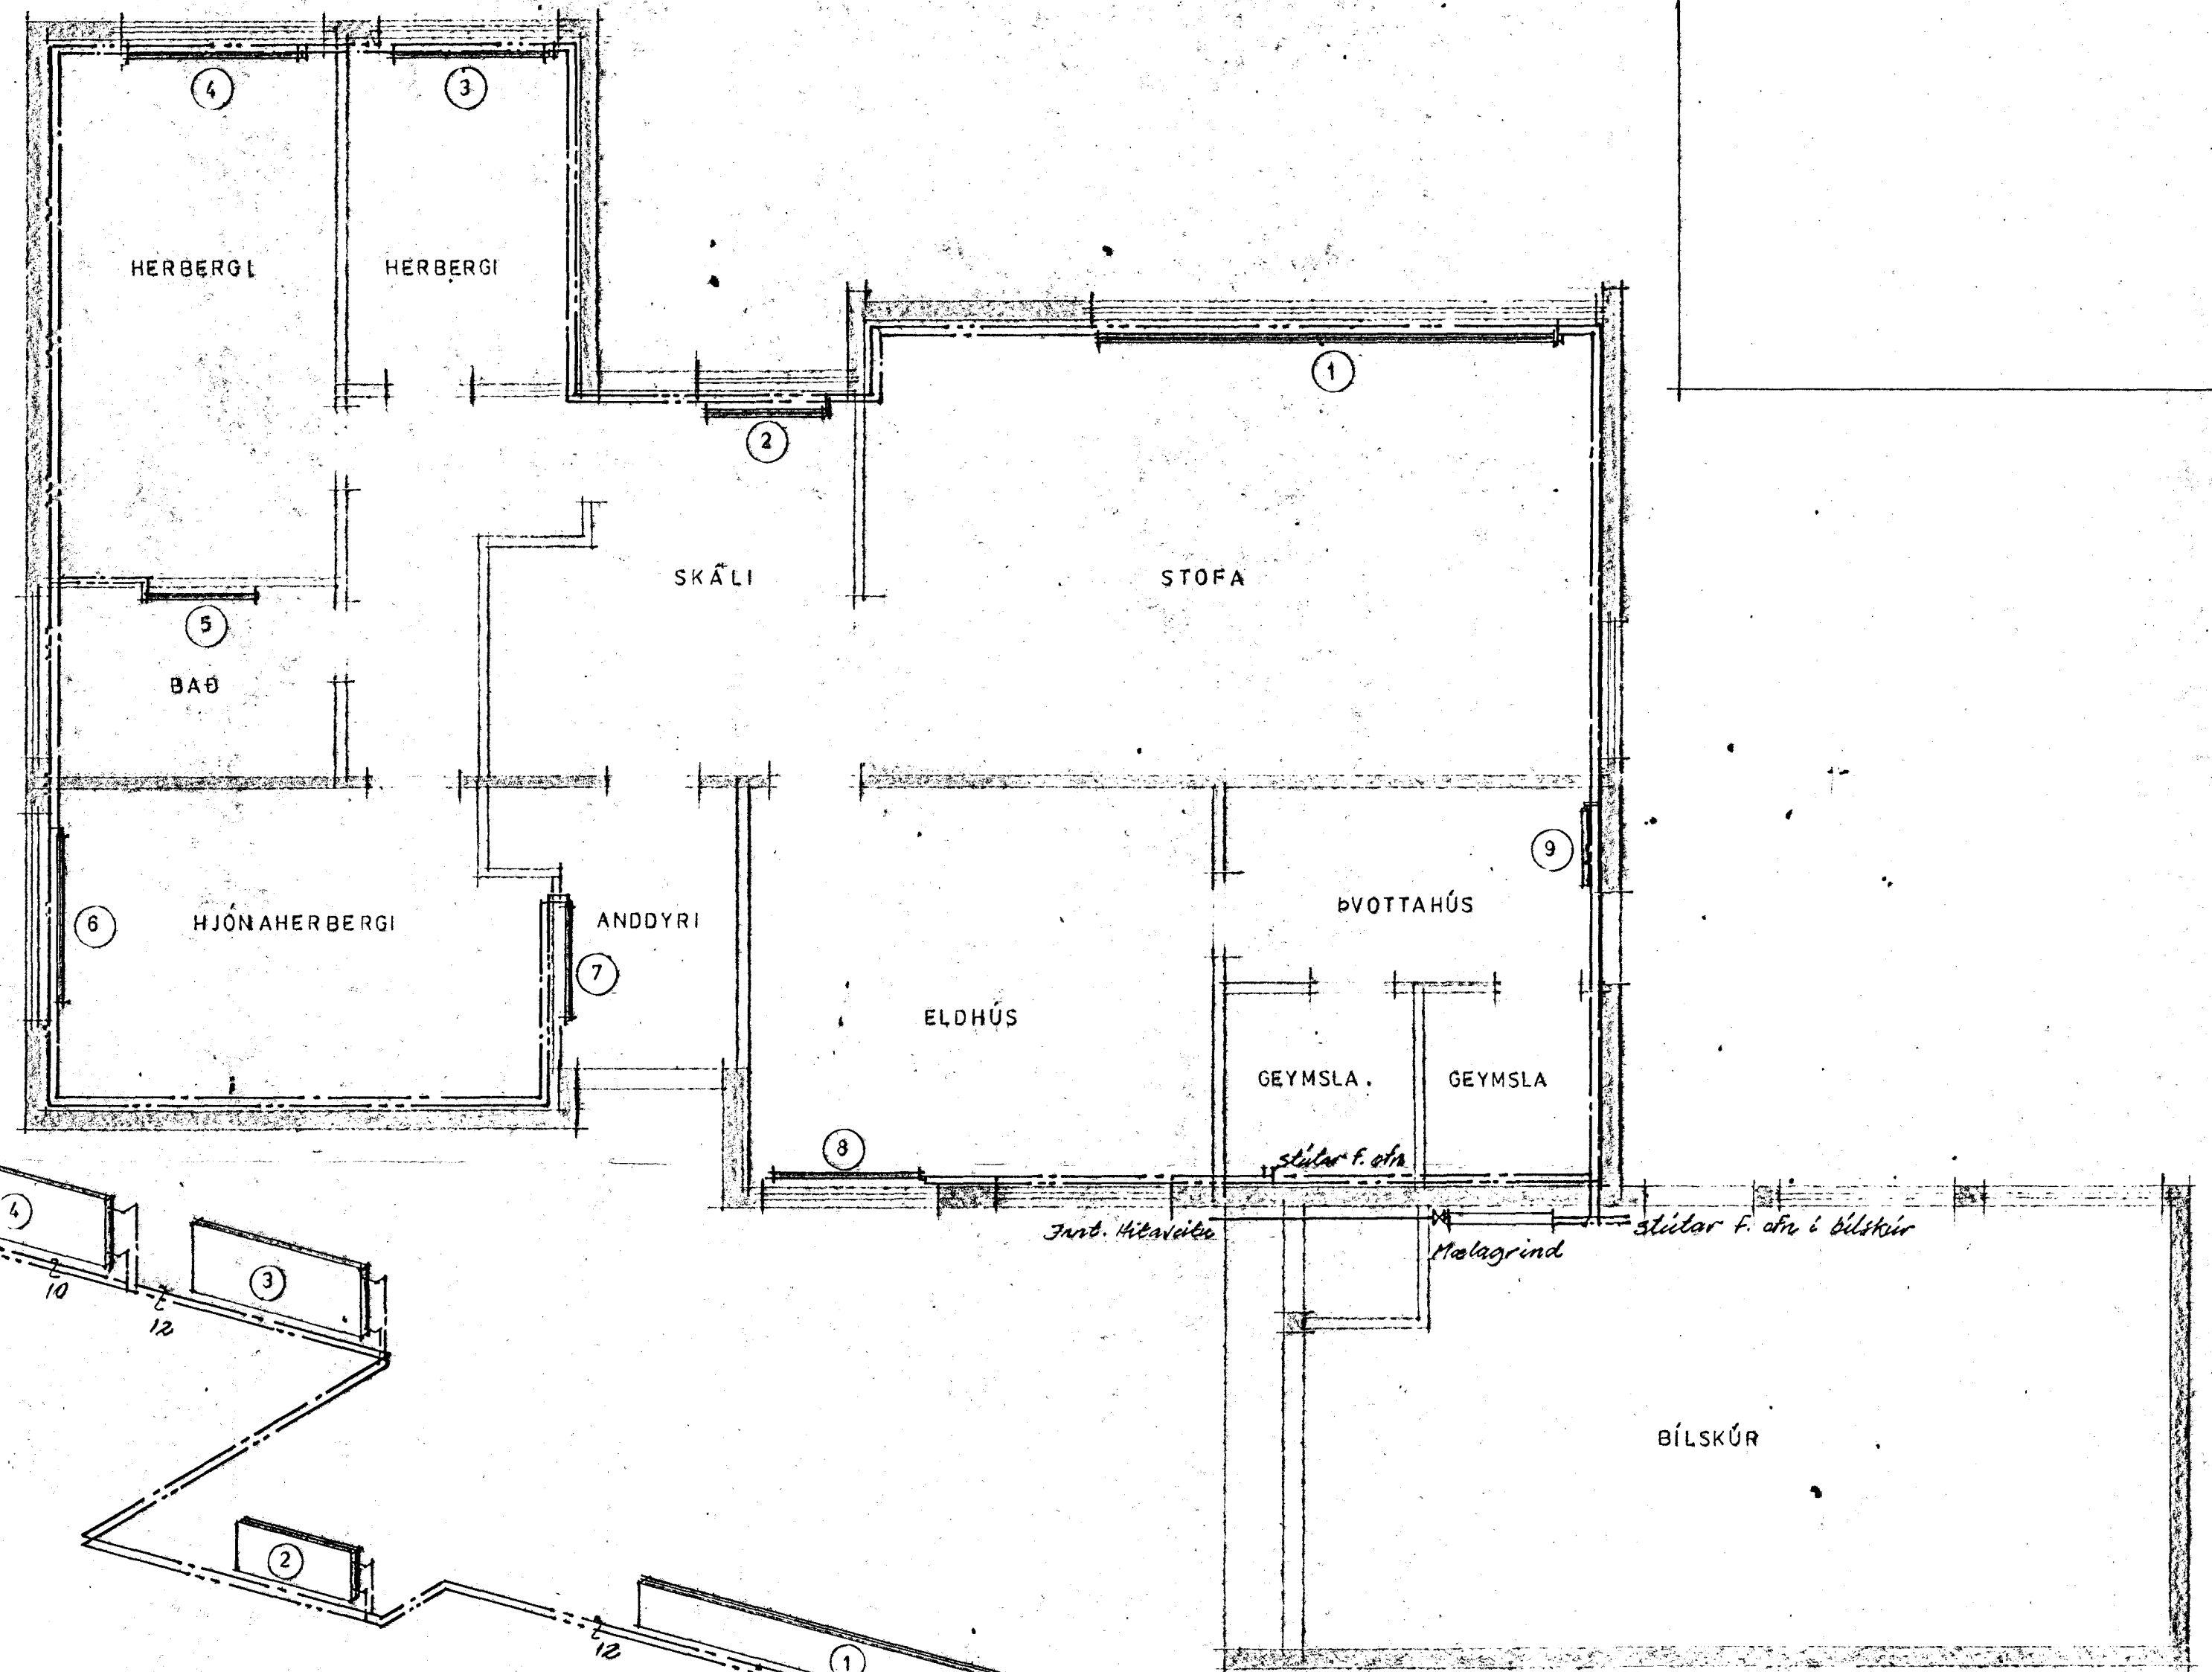 4
3
HERBERGI
HERBERGI
1
2
SKÁLI
STOFA
5
BAÐ
9
6
HJÓNAHERBERGI
ANDDYRI
ÞVOTTAHÚS
7
ELDHÚS
GEYMSLA.
GEYMSLA
8
stútar f. ofn
Innt. Hitaveitu
stútar f. ofn í bílskúr
Mælagrind
4
3
10
12
BÍLSKÚR
2
12
1